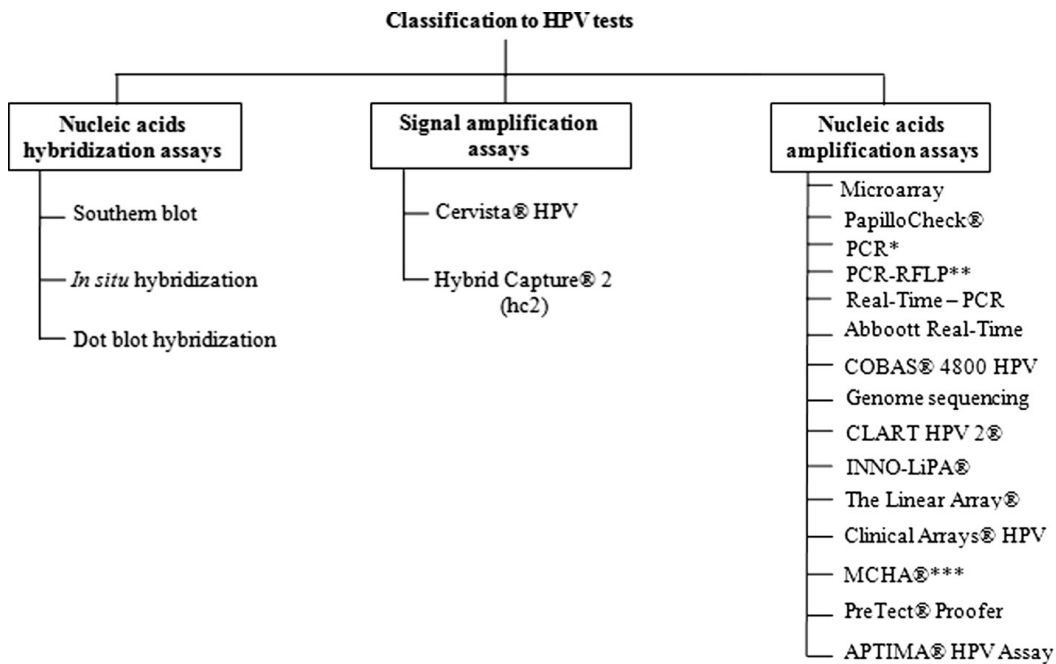 Classification to HPV tests
Nucleic acids
hybridization assays
Southern blot
In situ hybridization
Dot blot hybridization
Signal amplification
assays
Cervista® HPV
Hybrid Capture® 2
(hc2)
Nucleic acids
amplification assays
Microarray
PapilloCheck®
PCR*
PCR-RFLP**
Real-Time – PCR
Abboott Real-Time
COBAS® 4800 HPV
Genome sequencing
CLART HPV 2®
INNO-LiPA®
The Linear Array®
Clinical Arrays® HPV
MCHA®***
PreTect® Proofer
APTIMA® HPV Assay